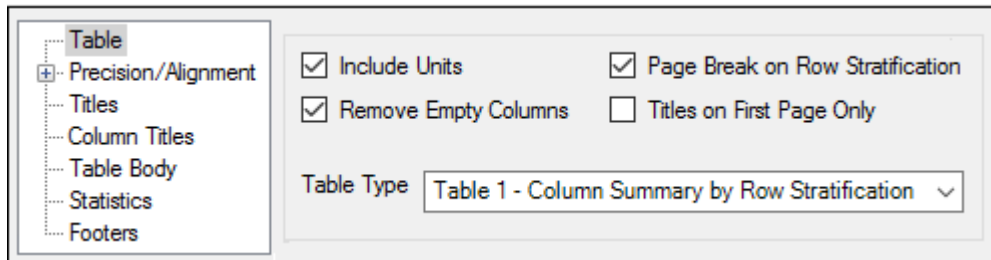 Table
Precision/Alignment
Titles
Column Titles
Table Body
Statistics
Footers
Include Units
Page Break on Row Stratification
Remove Empty Columns
Titles on First Page Only
Table Type
Table 1 - Column Summary by Row Stratification